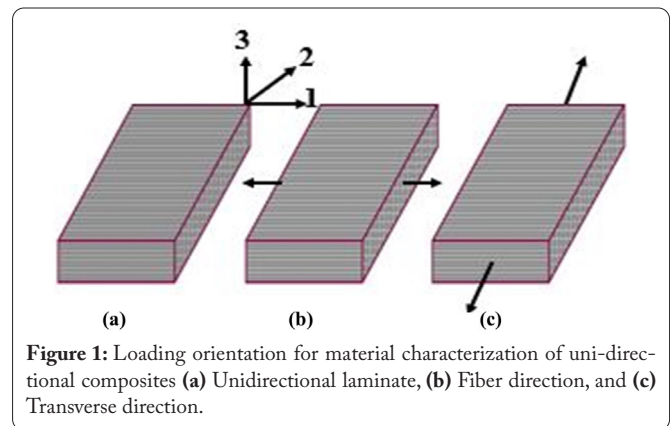 3
2
1
(a) (b) (c)
Figure 1: Loading orientation for material characterization of uni-direc-
tional composites (a) Unidirectional laminate, (b) Fiber direction, and (c)
Transverse direction.